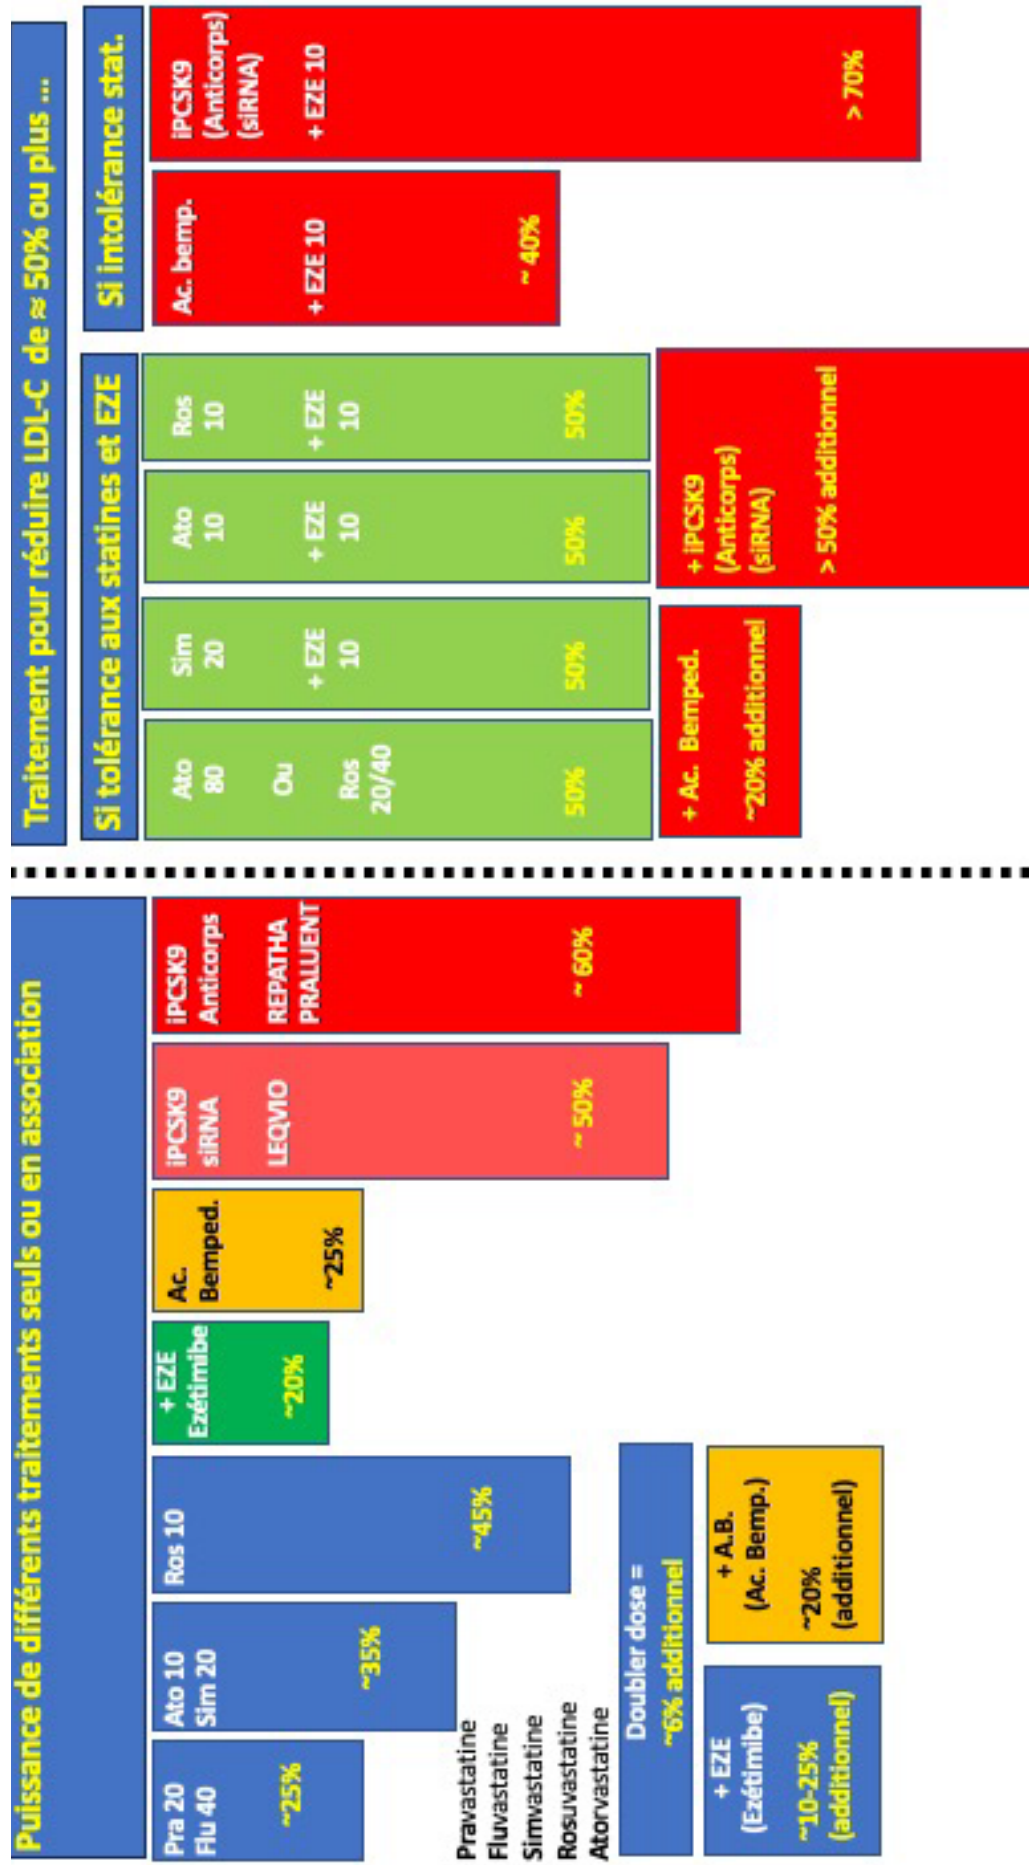 Puissance de différents traitements seuls ou en association
Pra 20
Flu 40
~25%
Ato 10
Sim 20
~35%
Ros 10
~45%
+ EZE
Ezétimibe
~20%
Ac.
Bemped.
~25%
iPCSK9
siRNA
LEQVIO
~ 50%
iPCSK9
Anticorps
REPATHA
PRALUENT
~ 60%
Pravastatine
Fluvastatine
Simvastatine
Rosuvastatine
Atorvastatine
Doubler dose =
~6% additionnel
+ EZE
(Ezétimibe)
~10-25%
(additionnel)
+ A.B.
(Ac. Bemp.)
~20%
(additionnel)
Traitement pour réduire LDL-C de ≈ 50% ou plus ...
Si tolérance aux statines et EZE
Ato
80
Ou
Ros
20/40
50%
Sim
20
+ EZE
10
50%
Ato
10
+ EZE
10
50%
Ros
10
+ EZE
10
50%
+ Ac. Bemped.
~20% additionnel
+ iPCSK9
(Anticorps)
(siRNA)
> 50% additionnel
Si intolérance stat.
Ac. bemp.
+ EZE 10
~ 40%
iPCSK9
(Anticorps)
(siRNA)
+ EZE 10
> 70%